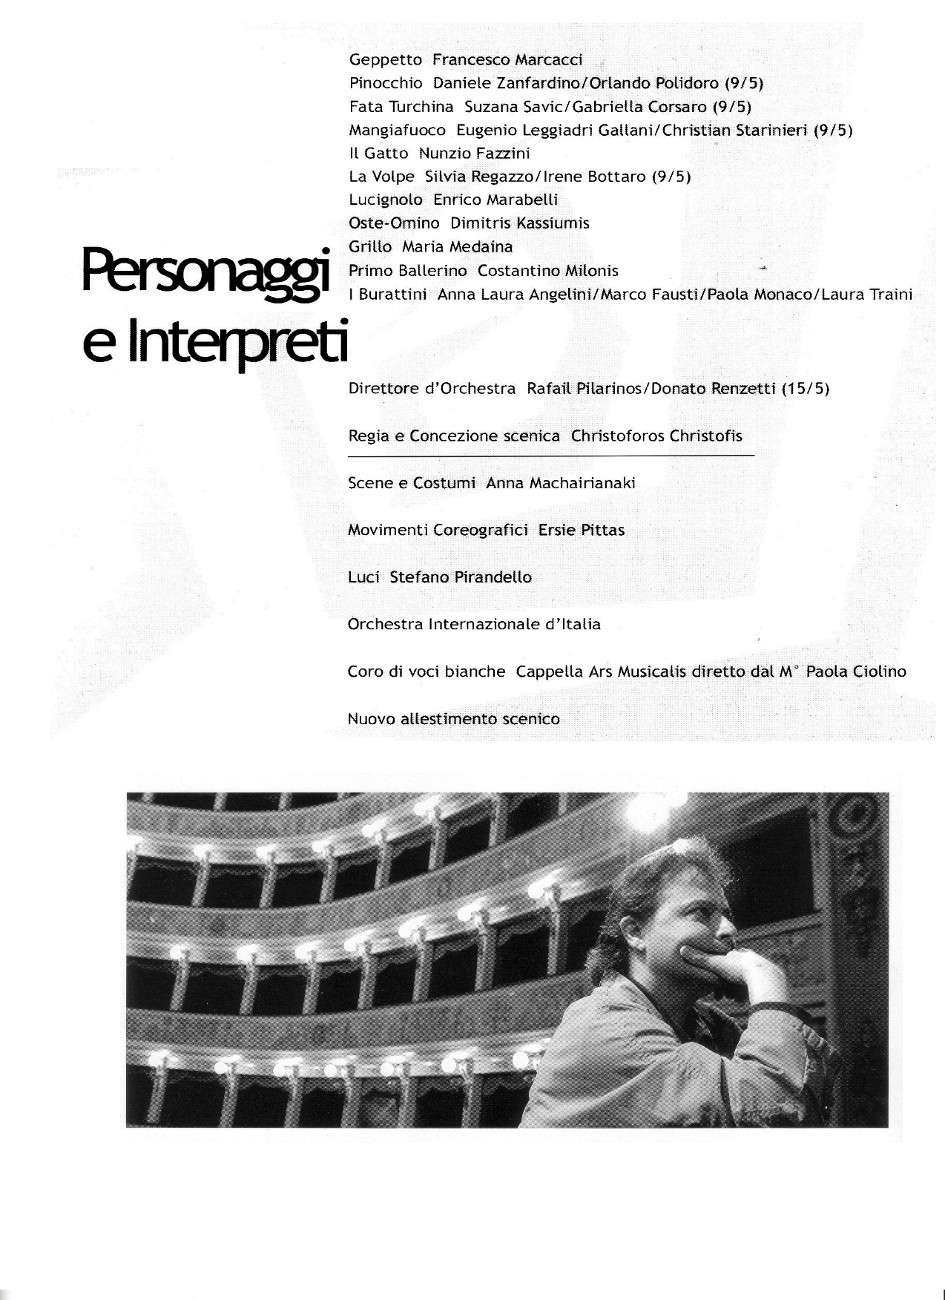 Geppetto Francesco Marcacci
Pinocchio Daniele Zanfardino/Orlando Polidoro (9/5)
Fata Turchina Suzana Savic/Gabriella Corsaro (9/5)
Mangiafuoco Eugenio Leggiadri Gallani/Christian Starinieri (9/5)
Il Gatto Nunzio Fazzini
La Volpe Silvia Regazzo/Irene Bottaro (9/5)
Lucignolo Enrico Marabelli
Oste-Omino Dimitris Kassiumis
Grillo Maria Medaina
Primo Ballerino Costantino Milonis
I Burattini Anna Laura Angelini/Marco Fausti/Paola Monaco/Laura Traini
Personaggi
e Interpreti
Direttore d'Orchestra Rafail Pilarinos/Donato Renzetti (15/5)
Regia e Concezione scenica Christoforos Christofis
Scene e Costumi Anna Machairianaki
Movimenti Coreografici Ersie Pittas
Luci Stefano Pirandello
Orchestra Internazionale d'Italia
Coro di voci bianche Cappella Ars Musicalis diretto dal M° Paola Ciolino
Nuovo allestimento scenico